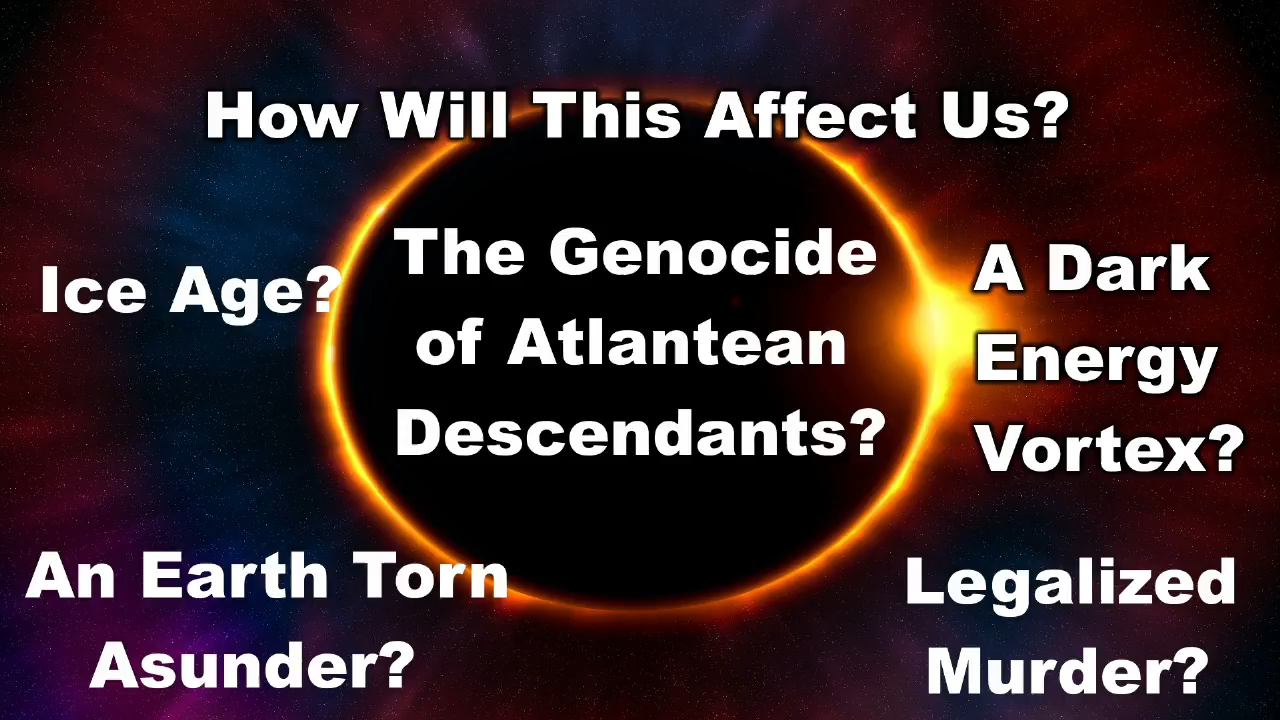 How Will This Affect Us?
Ice Age?
The Genocide
of Atlantean
Descendants?
A Dark
Energy
Vortex?
An Earth Torn
Asunder?
Legalized
Murder?